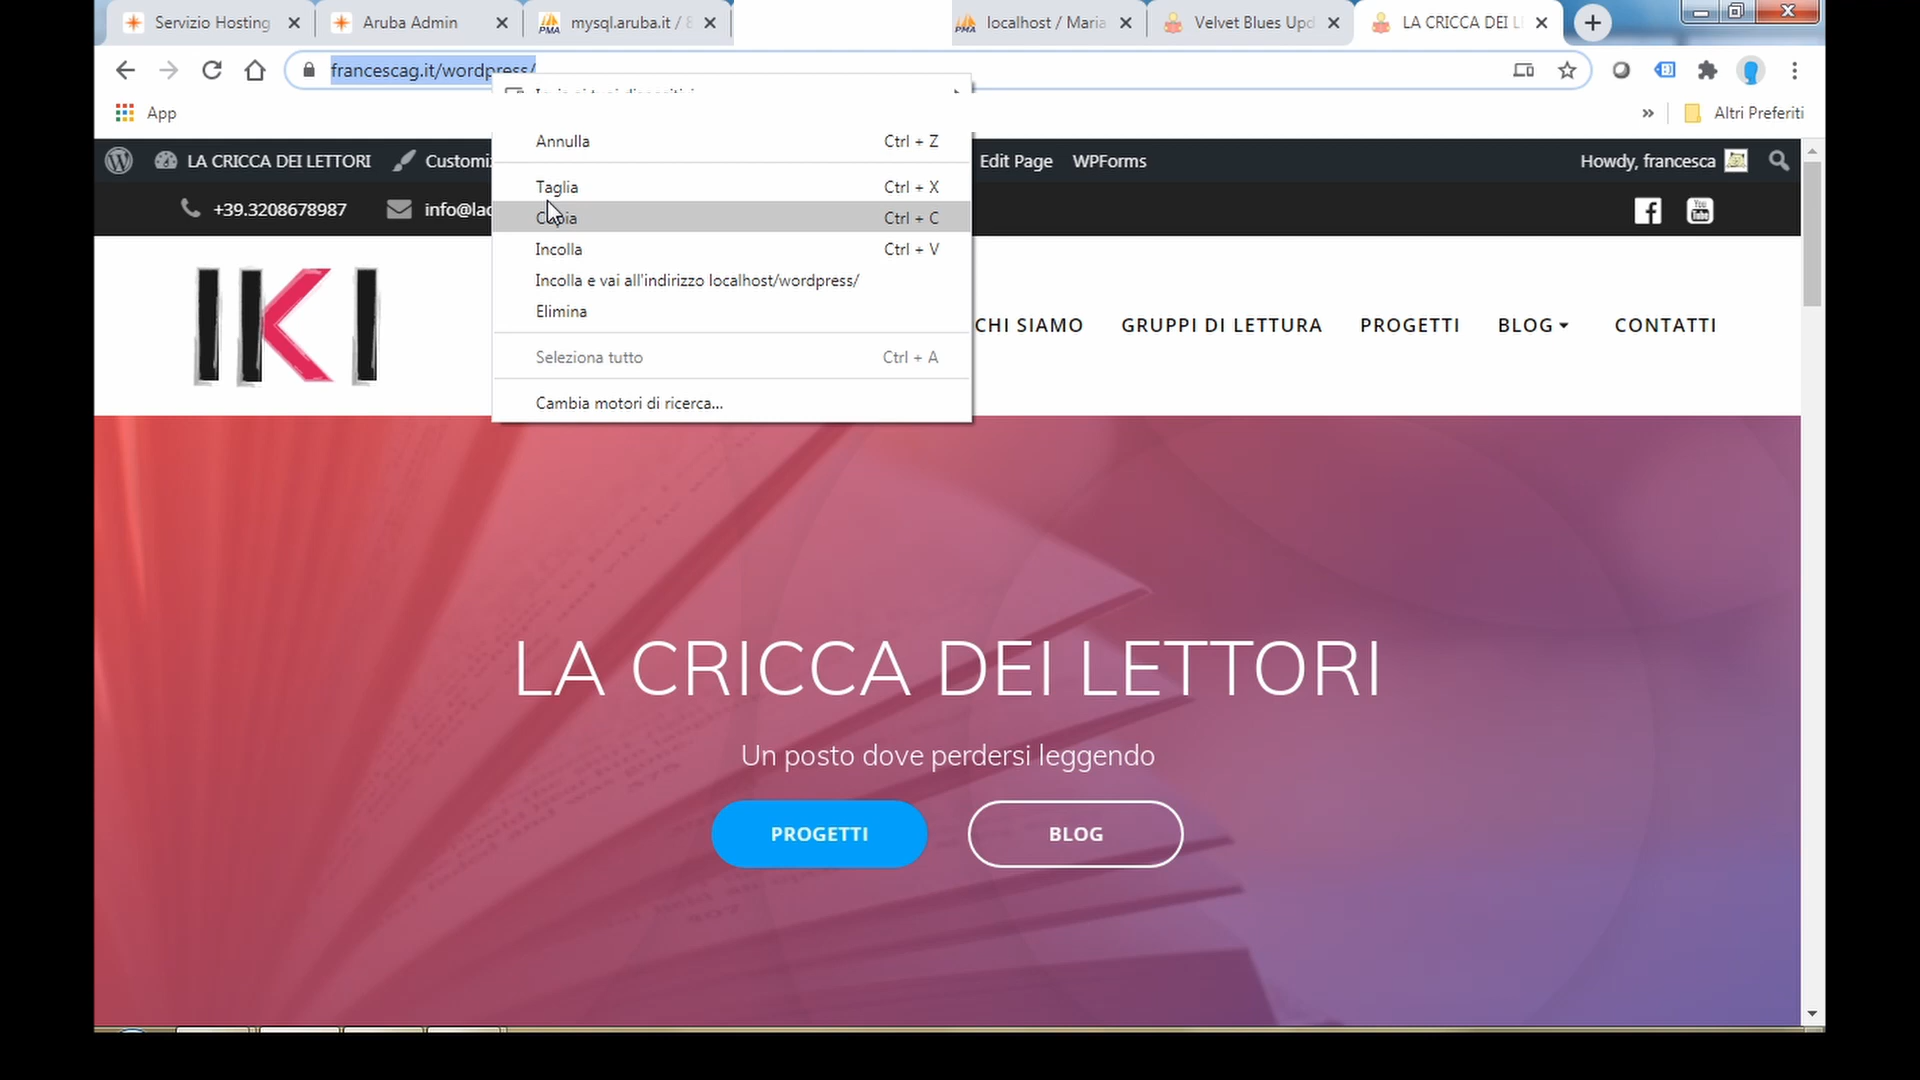 Servizio Hosting
Aruba Admin
mysql.aruba.it / 8
localhost / Maria
Velvet Blues Upd
LA CRICCA DEI L
francescag.it/wordpress/
App
Altri Preferiti
LA CRICCA DEI LETTORI
Edit Page
WPForms
Howdy, francesca
+39.3208678987
Annulla Ctrl + Z
Taglia Ctrl + X
Copia Ctrl + C
Incolla Ctrl + V
Incolla e vai all'indirizzo localhost/wordpress/
Elimina
Seleziona tutto Ctrl + A
Cambia motori di ricerca...
IKI
CHI SIAMO
GRUPPI DI LETTURA
PROGETTI
BLOG
CONTATTI
LA CRICCA DEI LETTORI
Un posto dove perdersi leggendo
PROGETTI
BLOG